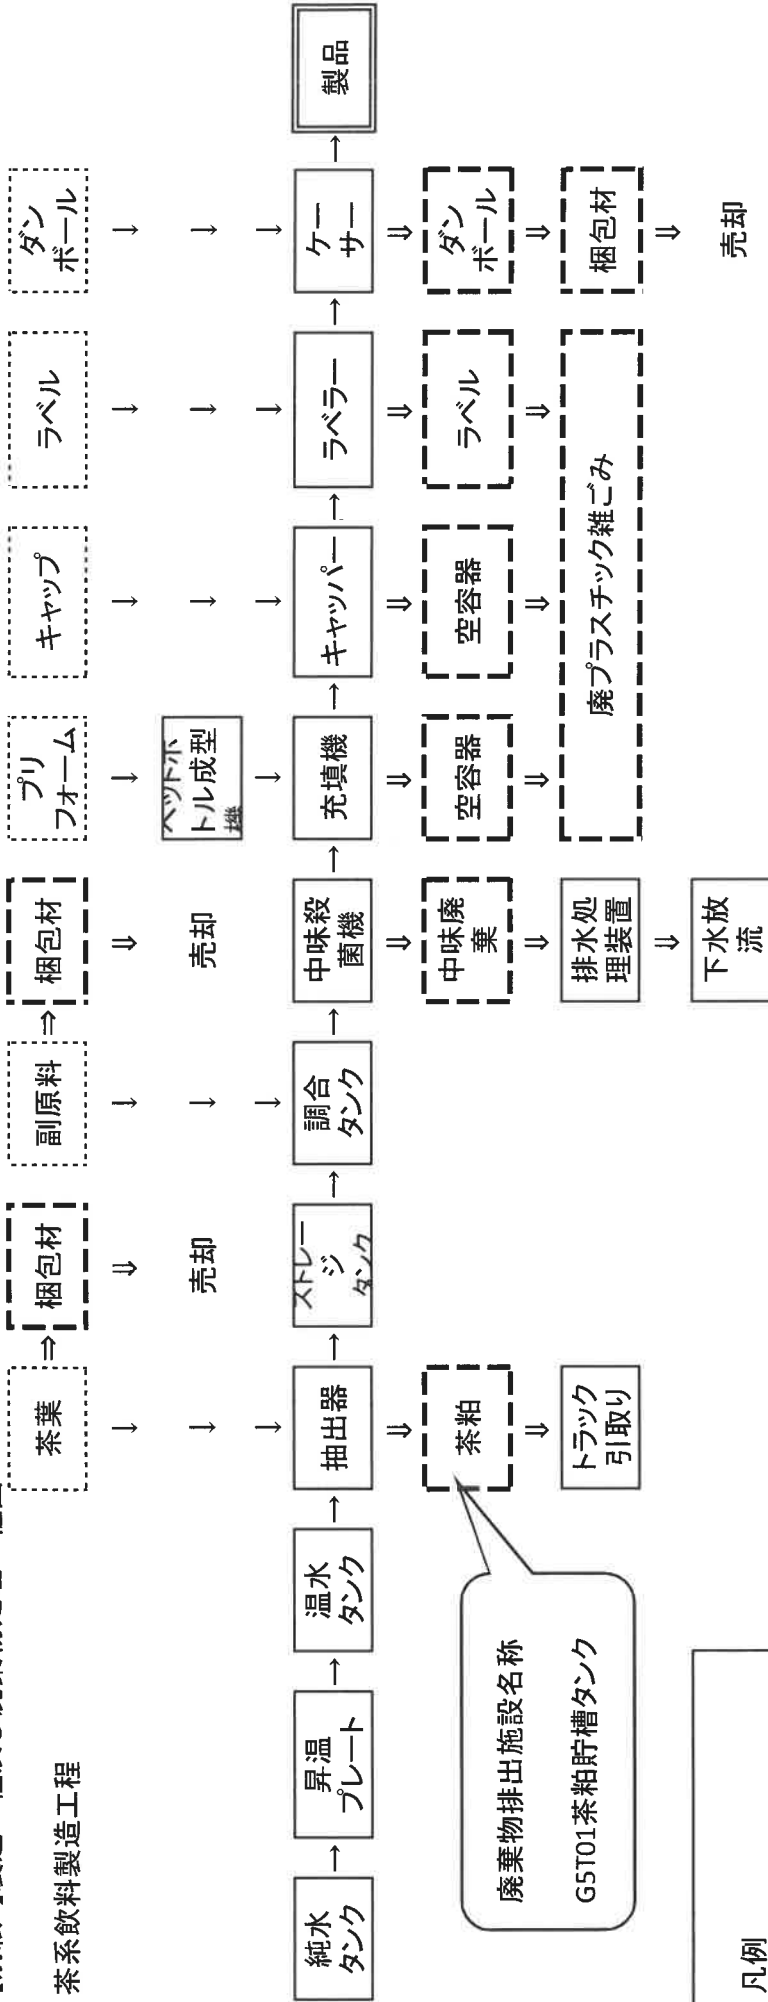 茶系飲料製造工程
茶葉
⇒
梱包材
副原料
⇒
梱包材
プリ
フォーム
キャップ
ラベル
ダン
ボール
→
⇒
→
⇒
→
→
→
→
→
売却
→
売却
ペットボ
トル成型
機
→
→
→
→
→
→
→
→
→
純水
タンク
→
昇温
プレート
→
温水
タンク
→
抽出器
→
ストレー
ジ
タンク
→
調合
タンク
→
中味殺
菌機
→
充填機
→
キャッパー
→
ラベラー
→
ケー
サー
→
製品
⇒
⇒
⇒
⇒
⇒
⇒
茶粕
中味廃
棄
空容器
空容器
ラベル
ダン
ボール
⇒
⇒
⇒
⇒
⇒
⇒
トラック
引取り
排水処
理装置
廃プラスチック雑ごみ
梱包材
⇒
⇒
下水放
流
売却
廃棄物排出施設名称
G5T01茶粕貯槽タンク
凡例